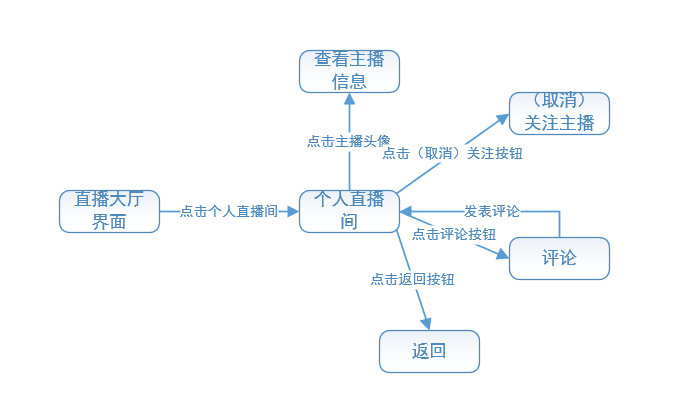 查看主播
信息
（取消）
关注主播
点击主播头像
点击（取消）关注按钮
直播大厅
界面
点击个人直播间
个人直播
间
发表评论
点击评论按钮
评论
点击返回按钮
返回